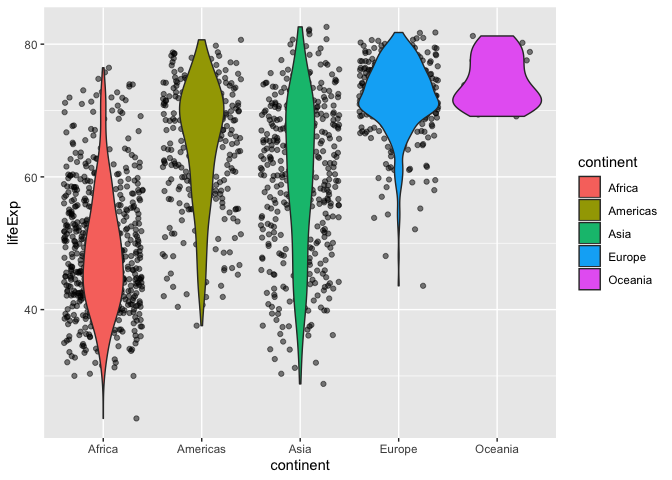 80
60
40
lifeExp
Africa Americas Asia Europe Oceania
continent
continent
Africa
Americas
Asia
Europe
Oceania